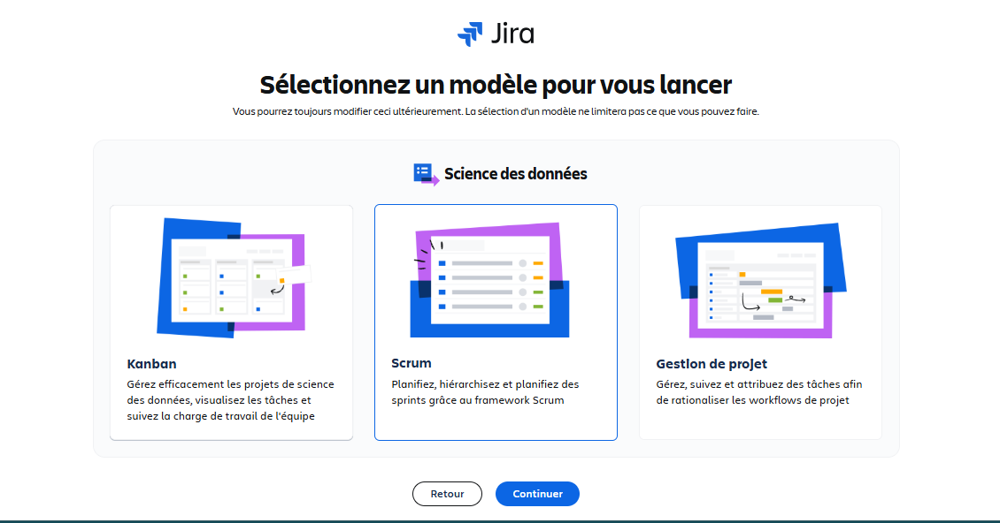 Jira
Sélectionnez un modèle pour vous lancer
Vous pourrez toujours modifier ceci ultérieurement. La sélection d'un modèle ne limitera pas ce que vous pouvez faire.
Science des données
Kanban
Gérez efficacement les projets de science
des données, visualisez les tâches et
suivez la charge de travail de l'équipe
Scrum
Planifiez, hiérarchisez et planifiez des
sprints grâce au framework Scrum
Gestion de projet
Gérez, suivez et attribuez des tâches afin
de rationaliser les workflows de projet
Retour
Continuer